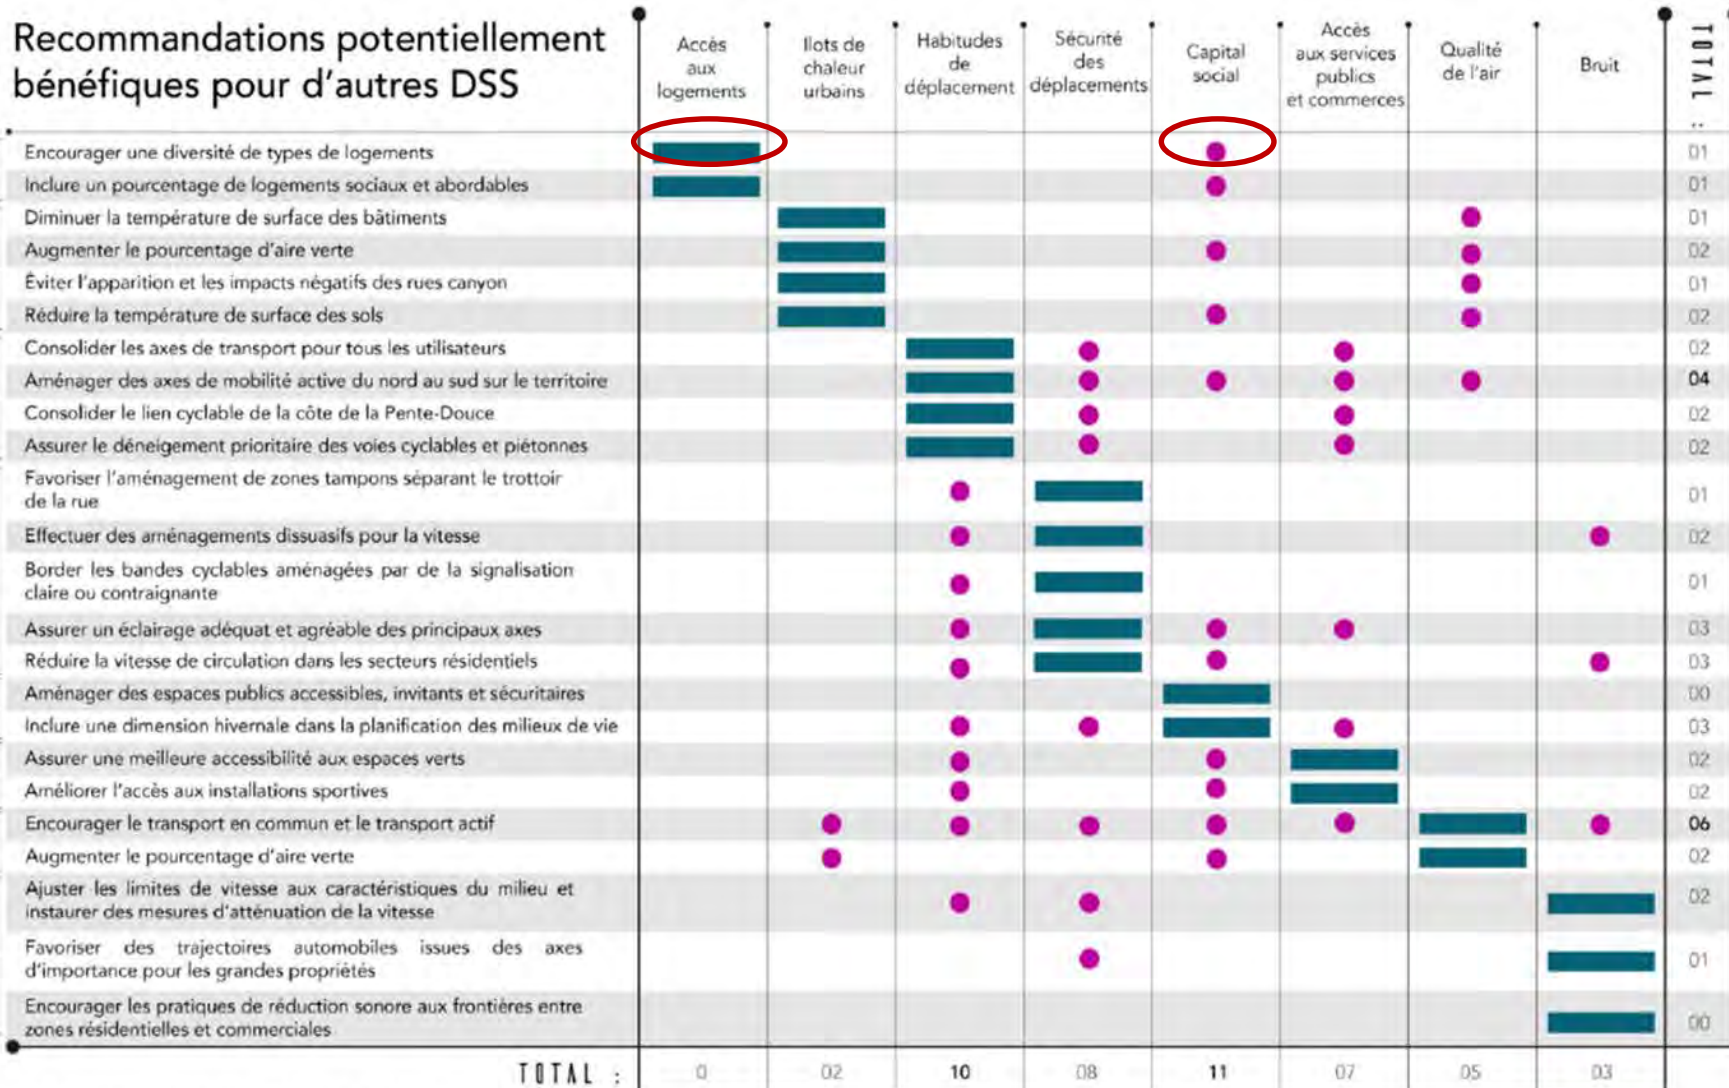 Recommandations potentiellement
bénéfiques pour d'autres DSS
Accès
aux
logements
Ilots de
chaleur
urbains
Habitudes
de
déplacement
Sécurité
des
déplacements
Capital
social
Accès
aux services
publics
et commerces
Qualité
de l'air
Bruit
TOTAL :
Encourager une diversité de types de logements 01
Inclure un pourcentage de logements sociaux et abordables 01
Diminuer la température de surface des bâtiments 01
Augmenter le pourcentage d'aire verte 02
Éviter l'apparition et les impacts négatifs des rues canyon 01
Réduire la température de surface des sols 02
Consolider les axes de transport pour tous les utilisateurs 02
Aménager des axes de mobilité active du nord au sud sur le territoire 04
Consolider le lien cyclable de la côte de la Pente-Douce 02
Assurer le déneigement prioritaire des voies cyclables et piétonnes 02
Favoriser l'aménagement de zones tampons séparant le trottoir
de la rue 01
Effectuer des aménagements dissuasifs pour la vitesse 02
Border les bandes cyclables aménagées par de la signalisation
claire ou contraignante 01
Assurer un éclairage adéquat et agréable des principaux axes 03
Réduire la vitesse de circulation dans les secteurs résidentiels 03
Aménager des espaces publics accessibles, invitants et sécuritaires 00
Inclure une dimension hivernale dans la planification des milieux de vie 03
Assurer une meilleure accessibilité aux espaces verts 02
Améliorer l'accès aux installations sportives 02
Encourager le transport en commun et le transport actif 06
Augmenter le pourcentage d'aire verte 02
Ajuster les limites de vitesse aux caractéristiques du milieu et
instaurer des mesures d'atténuation de la vitesse 02
Favoriser des trajectoires automobiles issues des axes
d'importance pour les grandes propriétés 01
Encourager les pratiques de réduction sonore aux frontières entre
zones résidentielles et commerciales 00
TOTAL : 0 02 10 08 11 07 05 03